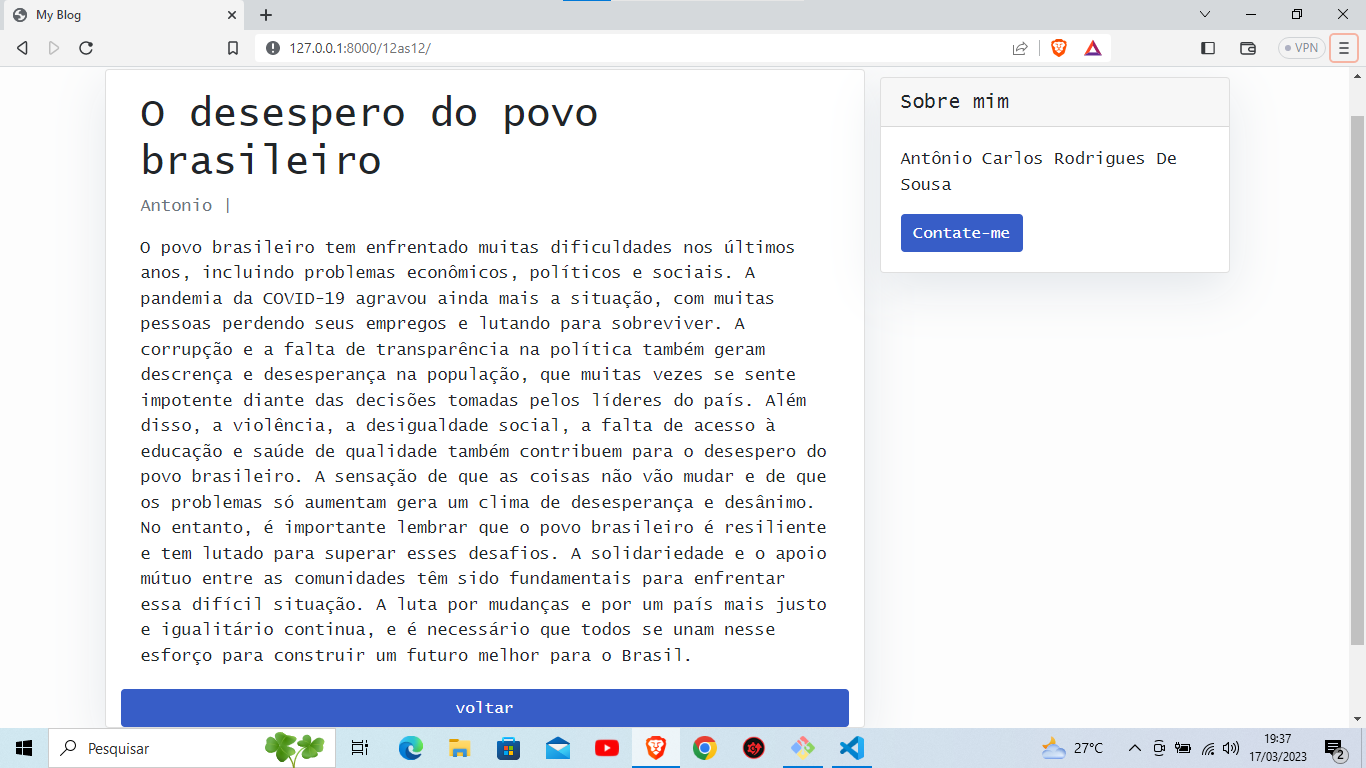 My Blog
127.0.0.1:8000/12as12/
VPN
O desespero do povo
brasileiro
Antonio |
O povo brasileiro tem enfrentado muitas dificuldades nos últimos
anos, incluindo problemas econômicos, políticos e sociais. A
pandemia da COVID-19 agravou ainda mais a situação, com muitas
pessoas perdendo seus empregos e lutando para sobreviver. A
corrupção e a falta de transparência na política também geram
descrença e desesperança na população, que muitas vezes se sente
impotente diante das decisões tomadas pelos líderes do país. Além
disso, a violência, a desigualdade social, a falta de acesso à
educação e saúde de qualidade também contribuem para o desespero do
povo brasileiro. A sensação de que as coisas não vão mudar e de que
os problemas só aumentam gera um clima de desesperança e desânimo.
No entanto, é importante lembrar que o povo brasileiro é resiliente
e tem lutado para superar esses desafios. A solidariedade e o apoio
mútuo entre as comunidades têm sido fundamentais para enfrentar
essa difícil situação. A luta por mudanças e por um país mais justo
e igualitário continua, e é necessário que todos se unam nesse
esforço para construir um futuro melhor para o Brasil.
voltar
Sobre mim
Antônio Carlos Rodrigues De
Sousa
Contate-me
Pesquisar
27°C
19:37
17/03/2023
2